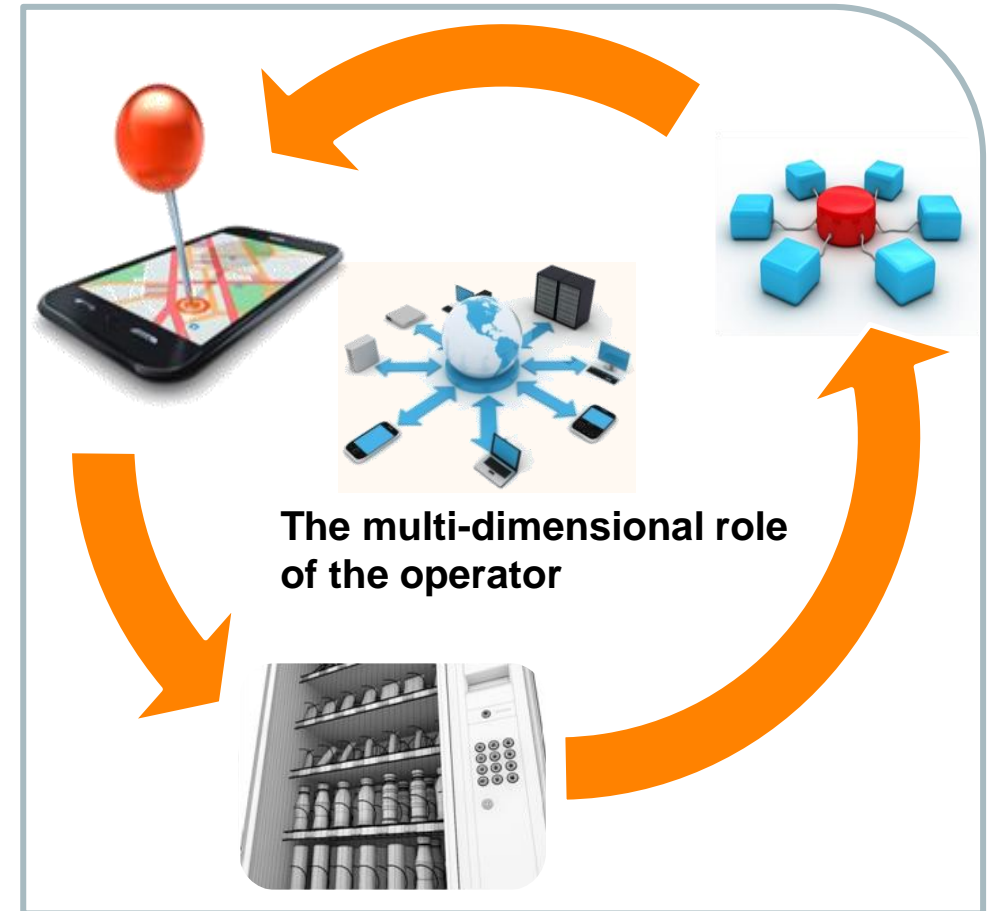 The multi-dimensional role
of the operator